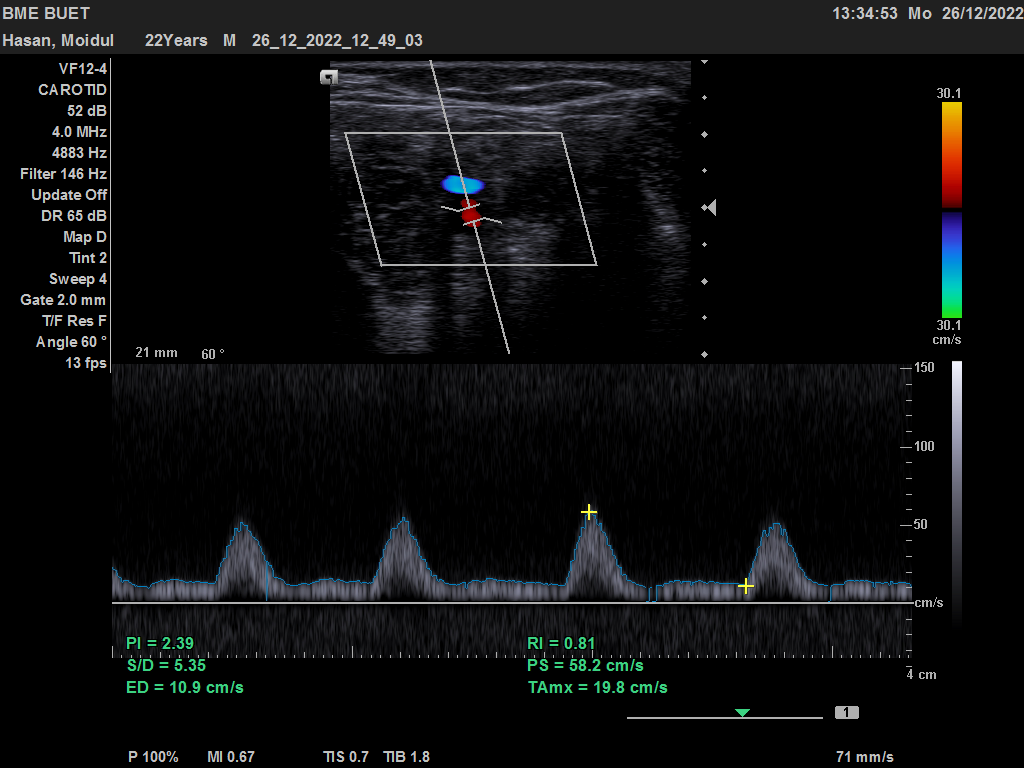 BME BUET
13:34:53 Mo 26/12/2022
Hasan, Moidul 22Years M 26_12_2022_12_49_03
VF12-4
CAROTID
52 dB
4.0 MHz
4883 Hz
Filter 146 Hz
Update Off
DR 65 dB
Map D
Tint 2
Sweep 4
Gate 2.0 mm
T/F Res F
Angle 60 °
13 fps
30.1
30.1
cm/s
21 mm 60 °
150
100
50
cm/s
PI = 2.39
S/D = 5.35
ED = 10.9 cm/s
RI = 0.81
PS = 58.2 cm/s
TAmx = 19.8 cm/s
4 cm
1
P 100% MI 0.67 TIS 0.7 TIB 1.8 71 mm/s